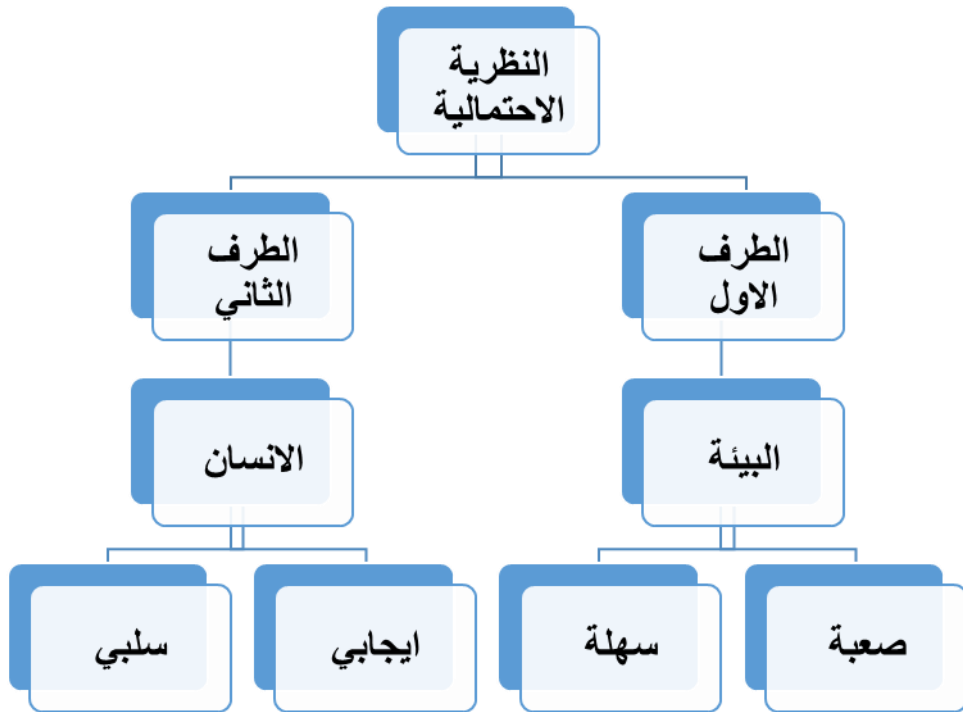 النظرية
الاحتمالية
الطرف
الاول
الطرف
الثاني
البيئة
الانسان
صعبة
سهلة
ايجابي
سلبي